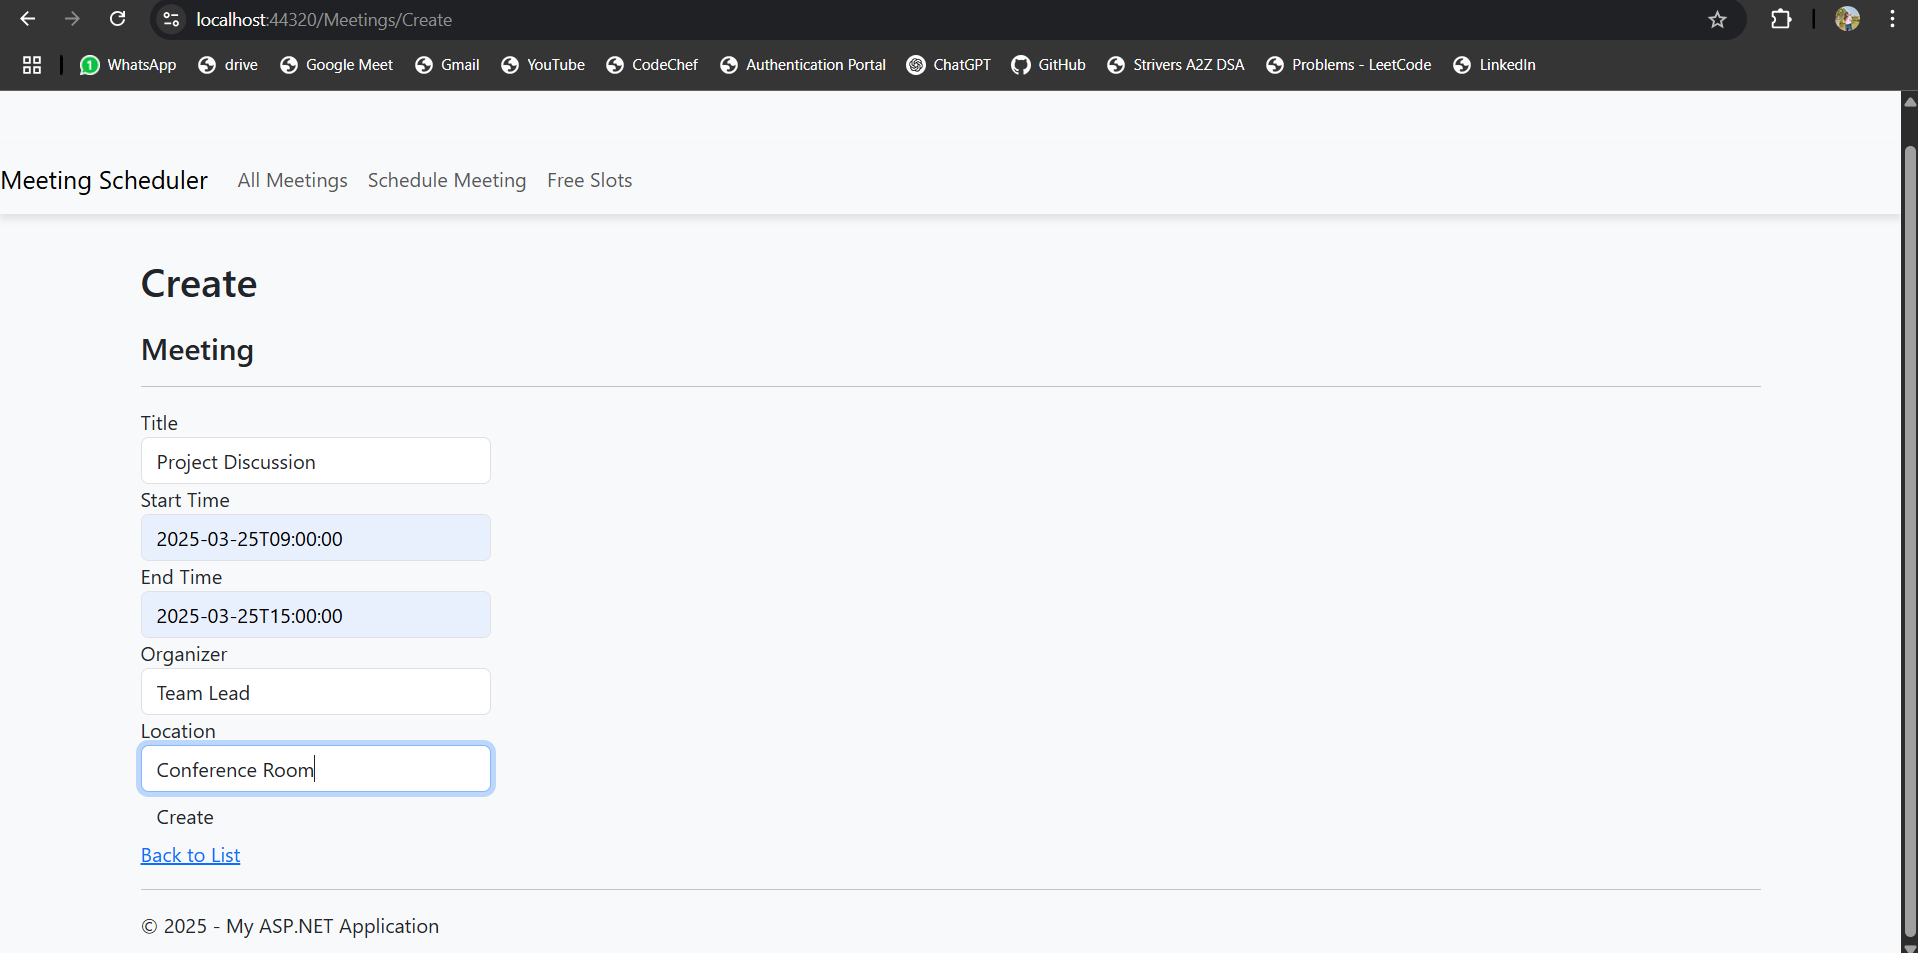 localhost:44320/Meetings/Create
1 WhatsApp drive Google Meet Gmail YouTube CodeChef Authentication Portal ChatGPT GitHub Strivers A2Z DSA Problems - LeetCode LinkedIn
Meeting Scheduler All Meetings Schedule Meeting Free Slots
Create
Meeting
Title
Project Discussion
Start Time
2025-03-25T09:00:00
End Time
2025-03-25T15:00:00
Organizer
Team Lead
Location
Conference Room
Create
Back to List
© 2025 - My ASP.NET Application